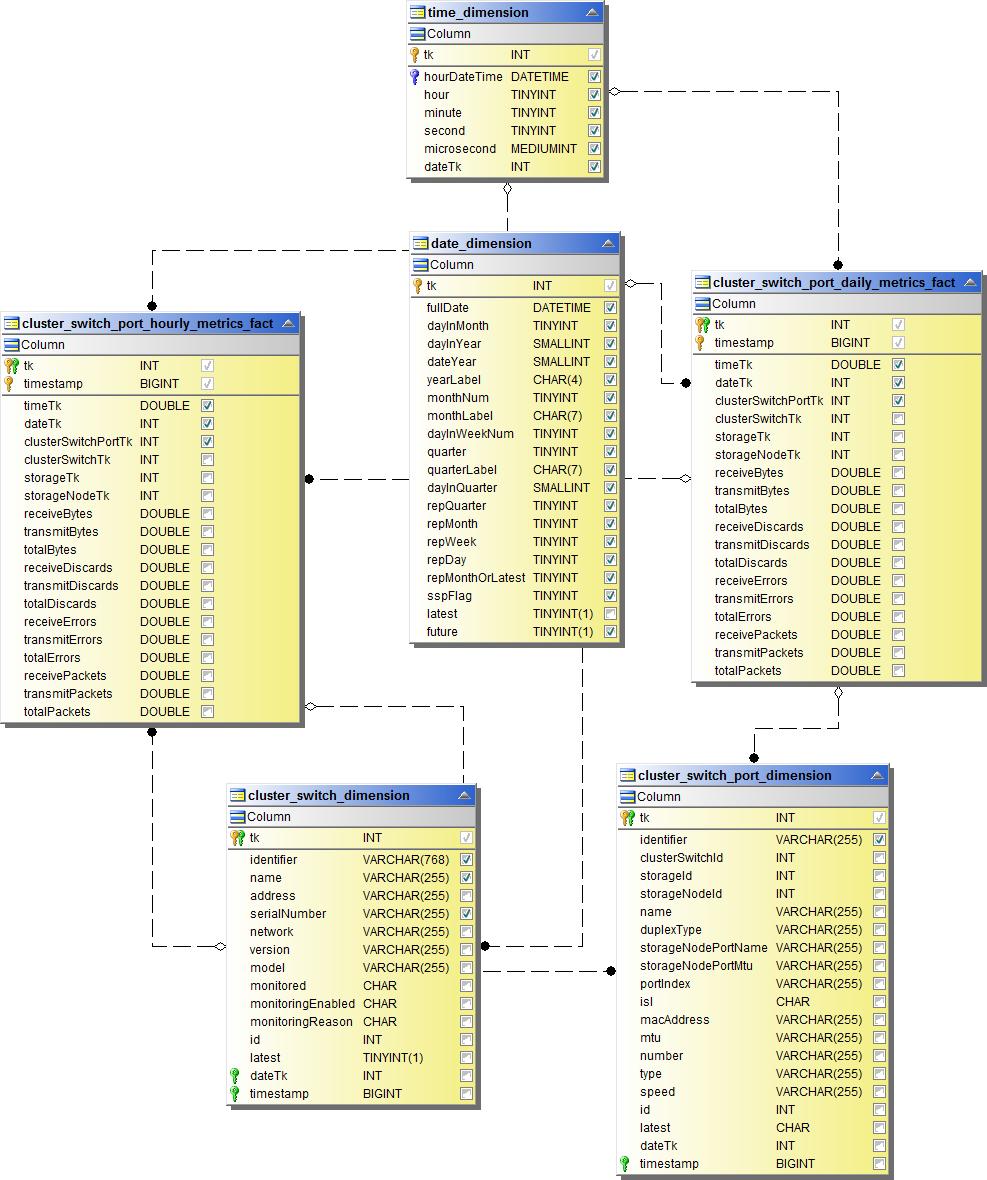 time_dimension
Column
tk INT
hourDateTime DATETIME
hour TINYINT
minute TINYINT
second TINYINT
microsecond MEDIUMINT
dateTk INT
date_dimension
Column
tk INT
fullDate DATETIME
dayInMonth TINYINT
dayInYear SMALLINT
dateYear SMALLINT
yearLabel CHAR(4)
monthNum TINYINT
monthLabel CHAR(7)
dayInWeekNum TINYINT
quarter TINYINT
quarterLabel CHAR(7)
dayInQuarter SMALLINT
repQuarter TINYINT
repMonth TINYINT
repWeek TINYINT
repDay TINYINT
repMonthOrLatest TINYINT
sspFlag TINYINT
latest TINYINT(1)
future TINYINT(1)
cluster_switch_port_daily_metrics_fact
Column
tk INT
timestamp BIGINT
timeTk DOUBLE
dateTk INT
clusterSwitchPortTk INT
clusterSwitchTk INT
storageTk INT
storageNodeTk INT
receiveBytes DOUBLE
transmitBytes DOUBLE
totalBytes DOUBLE
receiveDiscards DOUBLE
transmitDiscards DOUBLE
totalDiscards DOUBLE
receiveErrors DOUBLE
transmitErrors DOUBLE
totalErrors DOUBLE
receivePackets DOUBLE
transmitPackets DOUBLE
totalPackets DOUBLE
cluster_switch_port_hourly_metrics_fact
Column
tk INT
timestamp BIGINT
timeTk DOUBLE
dateTk INT
clusterSwitchPortTk INT
clusterSwitchTk INT
storageTk INT
storageNodeTk INT
receiveBytes DOUBLE
transmitBytes DOUBLE
totalBytes DOUBLE
receiveDiscards DOUBLE
transmitDiscards DOUBLE
totalDiscards DOUBLE
receiveErrors DOUBLE
transmitErrors DOUBLE
totalErrors DOUBLE
receivePackets DOUBLE
transmitPackets DOUBLE
totalPackets DOUBLE
cluster_switch_dimension
Column
tk INT
identifier VARCHAR(768)
name VARCHAR(255)
address VARCHAR(255)
serialNumber VARCHAR(255)
network VARCHAR(255)
version VARCHAR(255)
model VARCHAR(255)
monitored CHAR
monitoringEnabled CHAR
monitoringReason CHAR
id INT
latest TINYINT(1)
dateTk INT
timestamp BIGINT
cluster_switch_port_dimension
Column
tk INT
identifier VARCHAR(255)
clusterSwitchId INT
storageId INT
storageNodeId INT
name VARCHAR(255)
duplexType VARCHAR(255)
storageNodePortName VARCHAR(255)
storageNodePortMtu VARCHAR(255)
portIndex VARCHAR(255)
isl CHAR
macAddress VARCHAR(255)
mtu VARCHAR(255)
number VARCHAR(255)
type VARCHAR(255)
speed VARCHAR(255)
id INT
latest CHAR
dateTk INT
timestamp BIGINT